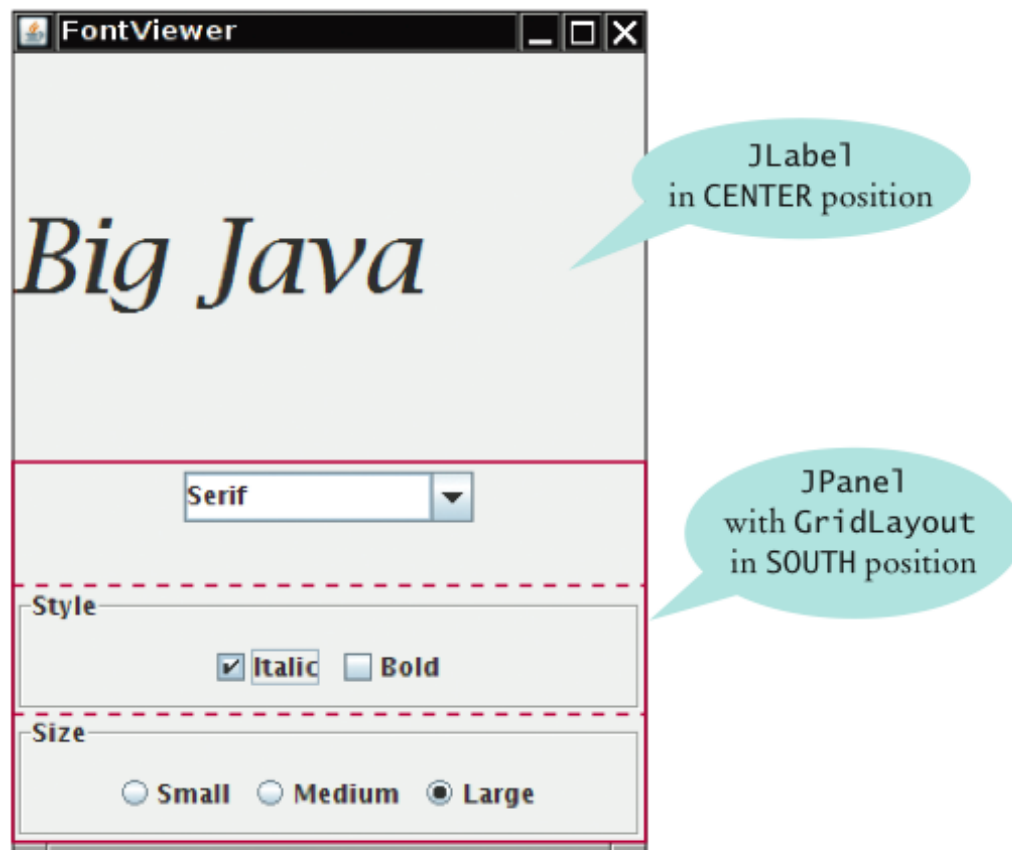 FontViewer
JLabel
in CENTER position
Big Java
Serif
JPanel
with GridLayout
in SOUTH position
Style
Italic Bold
Size
Small Medium Large